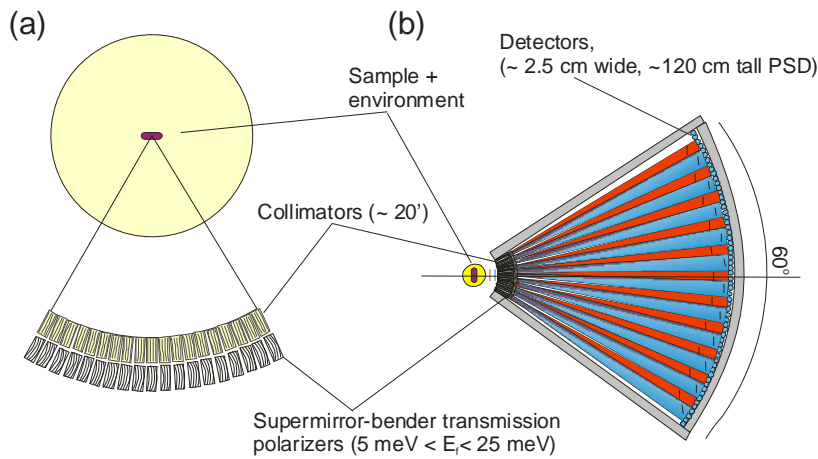 (a)
(b)
Detectors,
(~ 2.5 cm wide, ~120 cm tall PSD)
Sample +
environment
Collimators (~ 20')
60°
Supermirror-bender transmission
polarizers (5 meV < Ef< 25 meV)